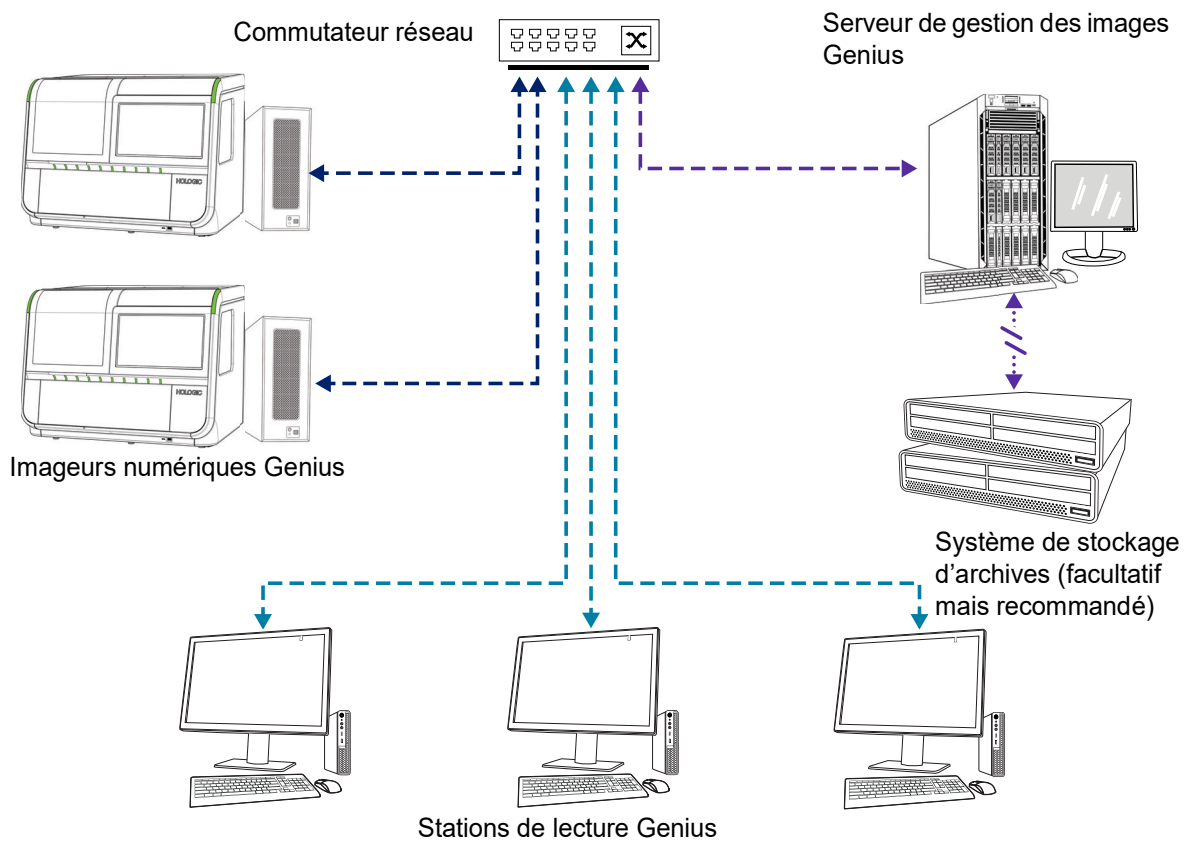 Commutateur réseau
Serveur de gestion des images
Genius
HOLOGIC
HOLOGIC
Imageurs numériques Genius
Système de stockage
d’archives (facultatif
mais recommandé)
Stations de lecture Genius